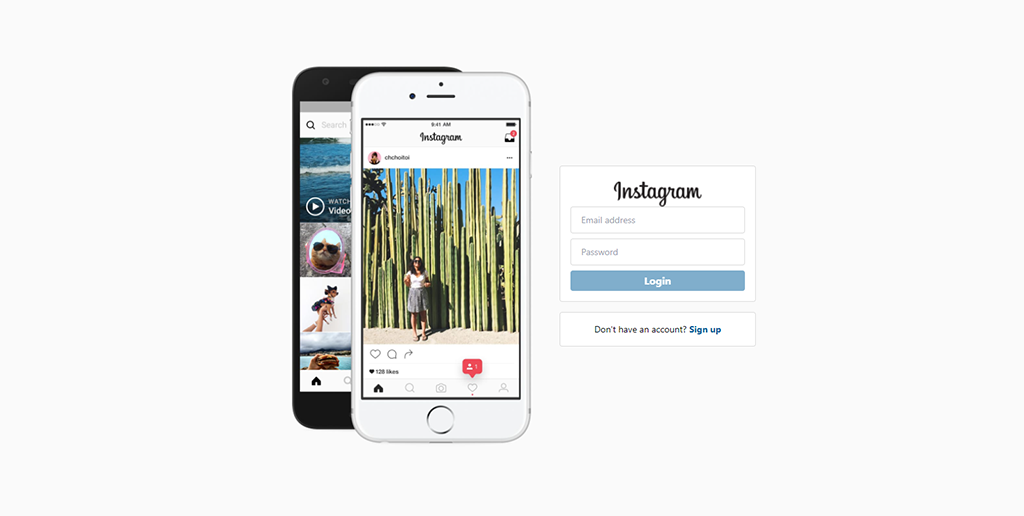 Search
WATCH
Video
9:41 AM
Instagram
3
chchoitoi
128 likes
1
Instagram
Email address
Password
Login
Don't have an account? Sign up